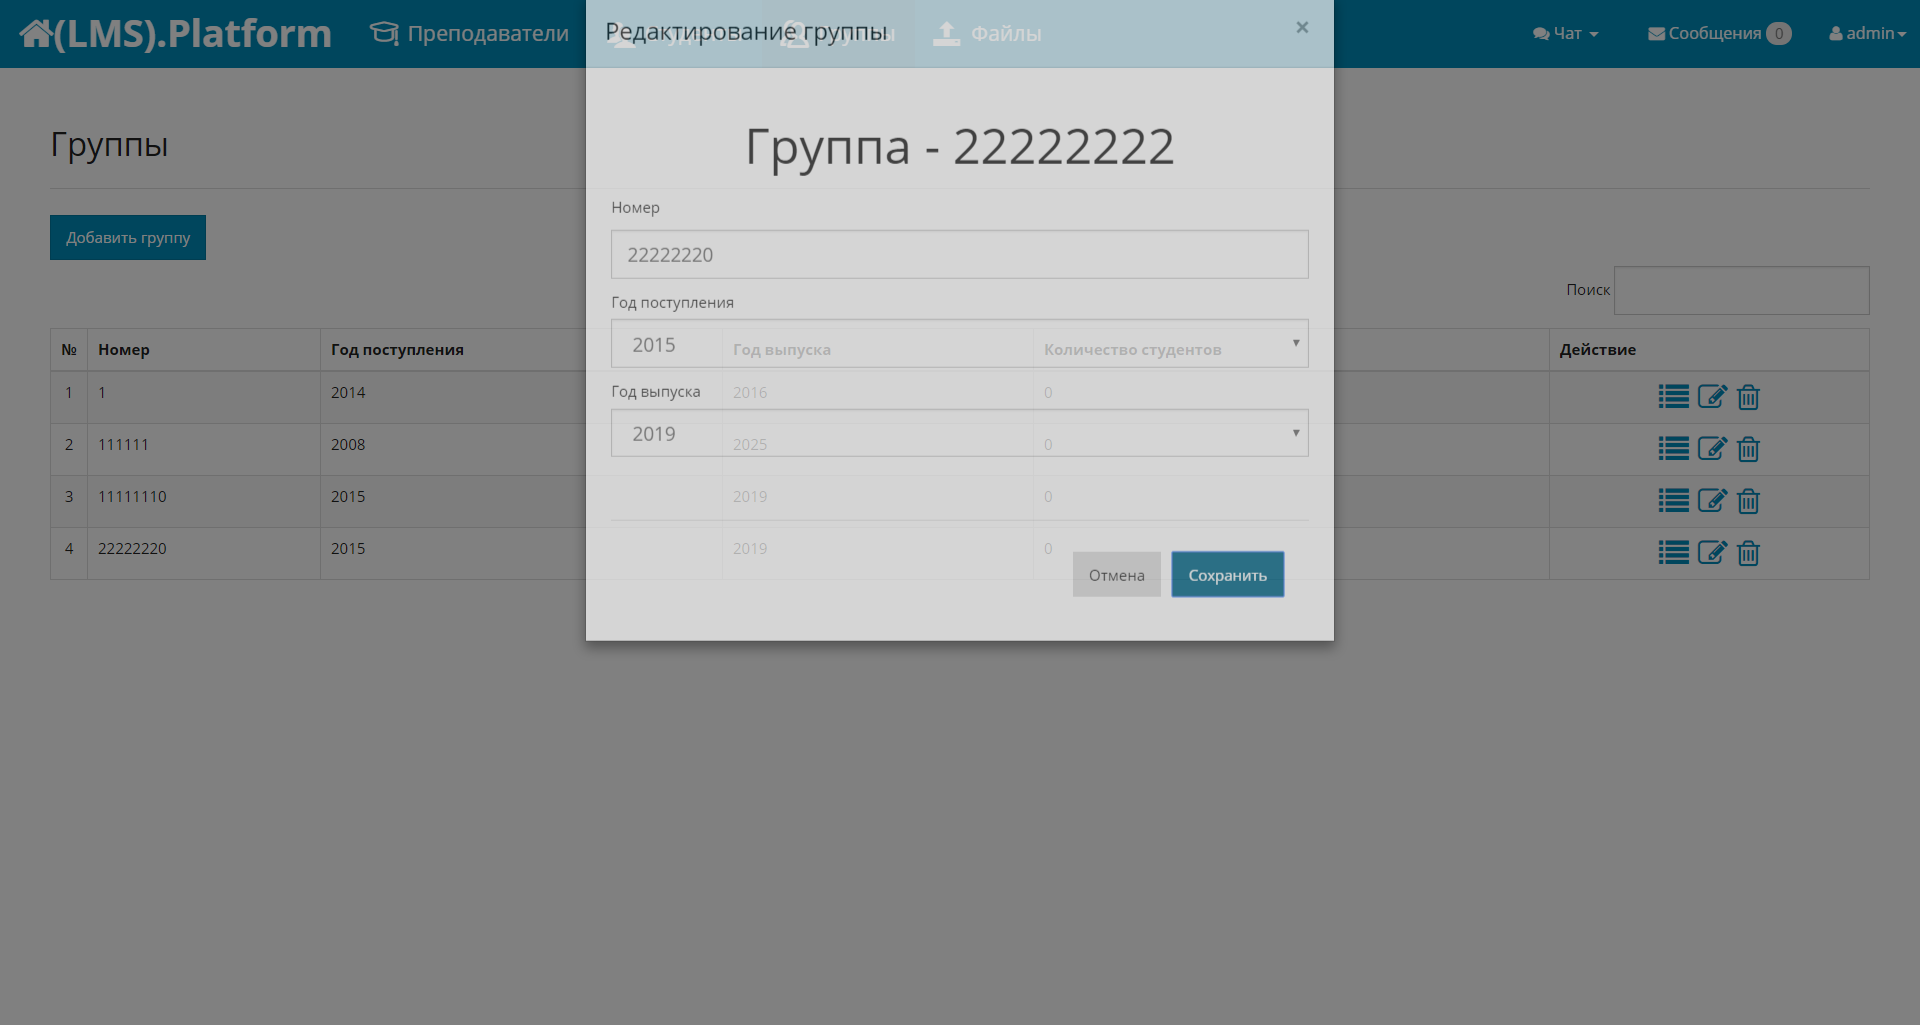 (LMS).Platform Преподаватели Файлы Чат Сообщения 0 admin
Редактирование группы ×
Группы
Группа - 22222222
Добавить группу
Номер
22222220
Поиск
Год поступления
2015
Год выпуска
2019
№ Номер Год поступления Год выпуска Количество студентов Действие
1 1 2014 2016 0
2 111111 2008 2025 0
3 11111110 2015 2019 0
4 22222220 2015 2019 0
Отмена Сохранить